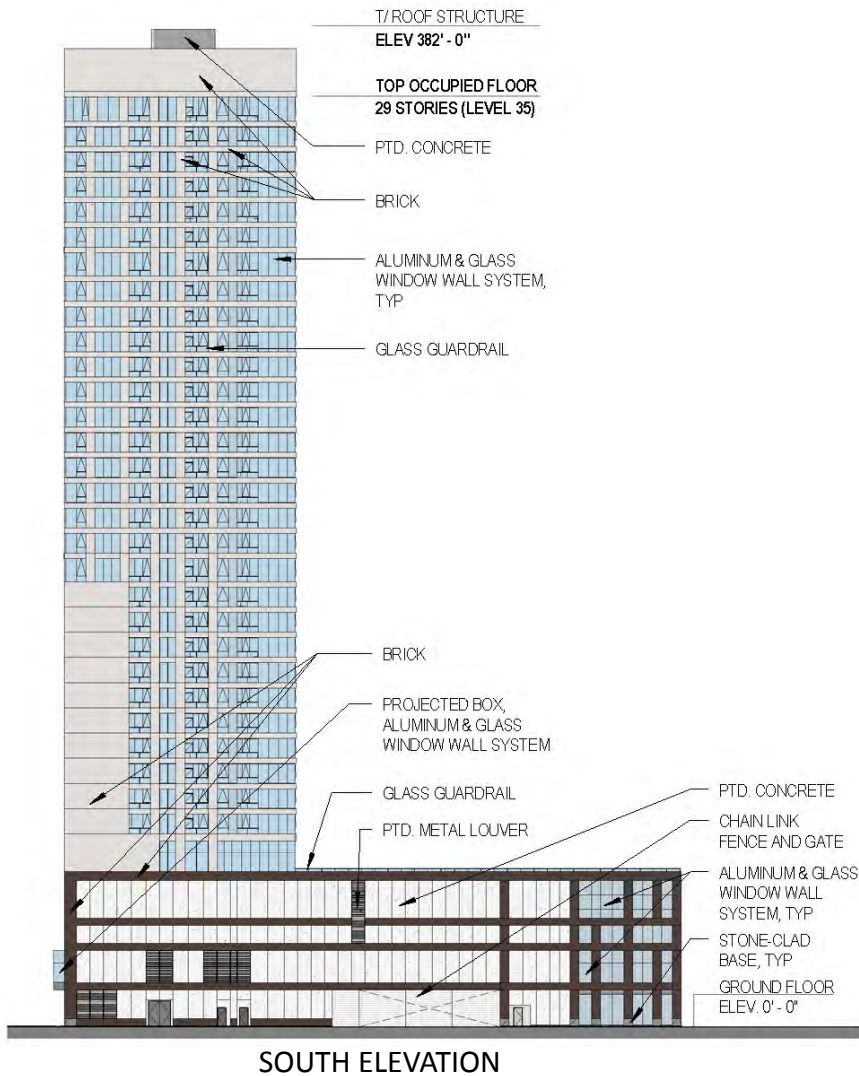 T/ ROOF STRUCTURE
ELEV 382' - 0"
TOP OCCUPIED FLOOR
29 STORIES (LEVEL 35)
PTD. CONCRETE
BRICK
ALUMINUM & GLASS
WINDOW WALL SYSTEM,
TYP
GLASS GUARDRAIL
BRICK
PROJECTED BOX,
ALUMINUM & GLASS
WINDOW WALL SYSTEM
GLASS GUARDRAIL
PTD. METAL LOUVER
PTD. CONCRETE
CHAIN LINK
FENCE AND GATE
ALUMINUM & GLASS
WINDOW WALL
SYSTEM, TYP
STONE-CLAD
BASE, TYP
GROUND FLOOR
ELEV. 0' - 0"
SOUTH ELEVATION